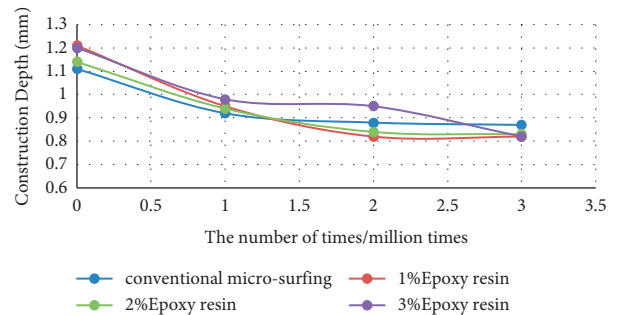 Construction Depth (mm)
1.3
1.2
1.1
1
0.9
0.8
0.7
0.6
0 0.5 1 1.5 2 2.5 3 3.5
The number of times/million times
conventional micro-surfing 1%Epoxy resin
2%Epoxy resin 3%Epoxy resin